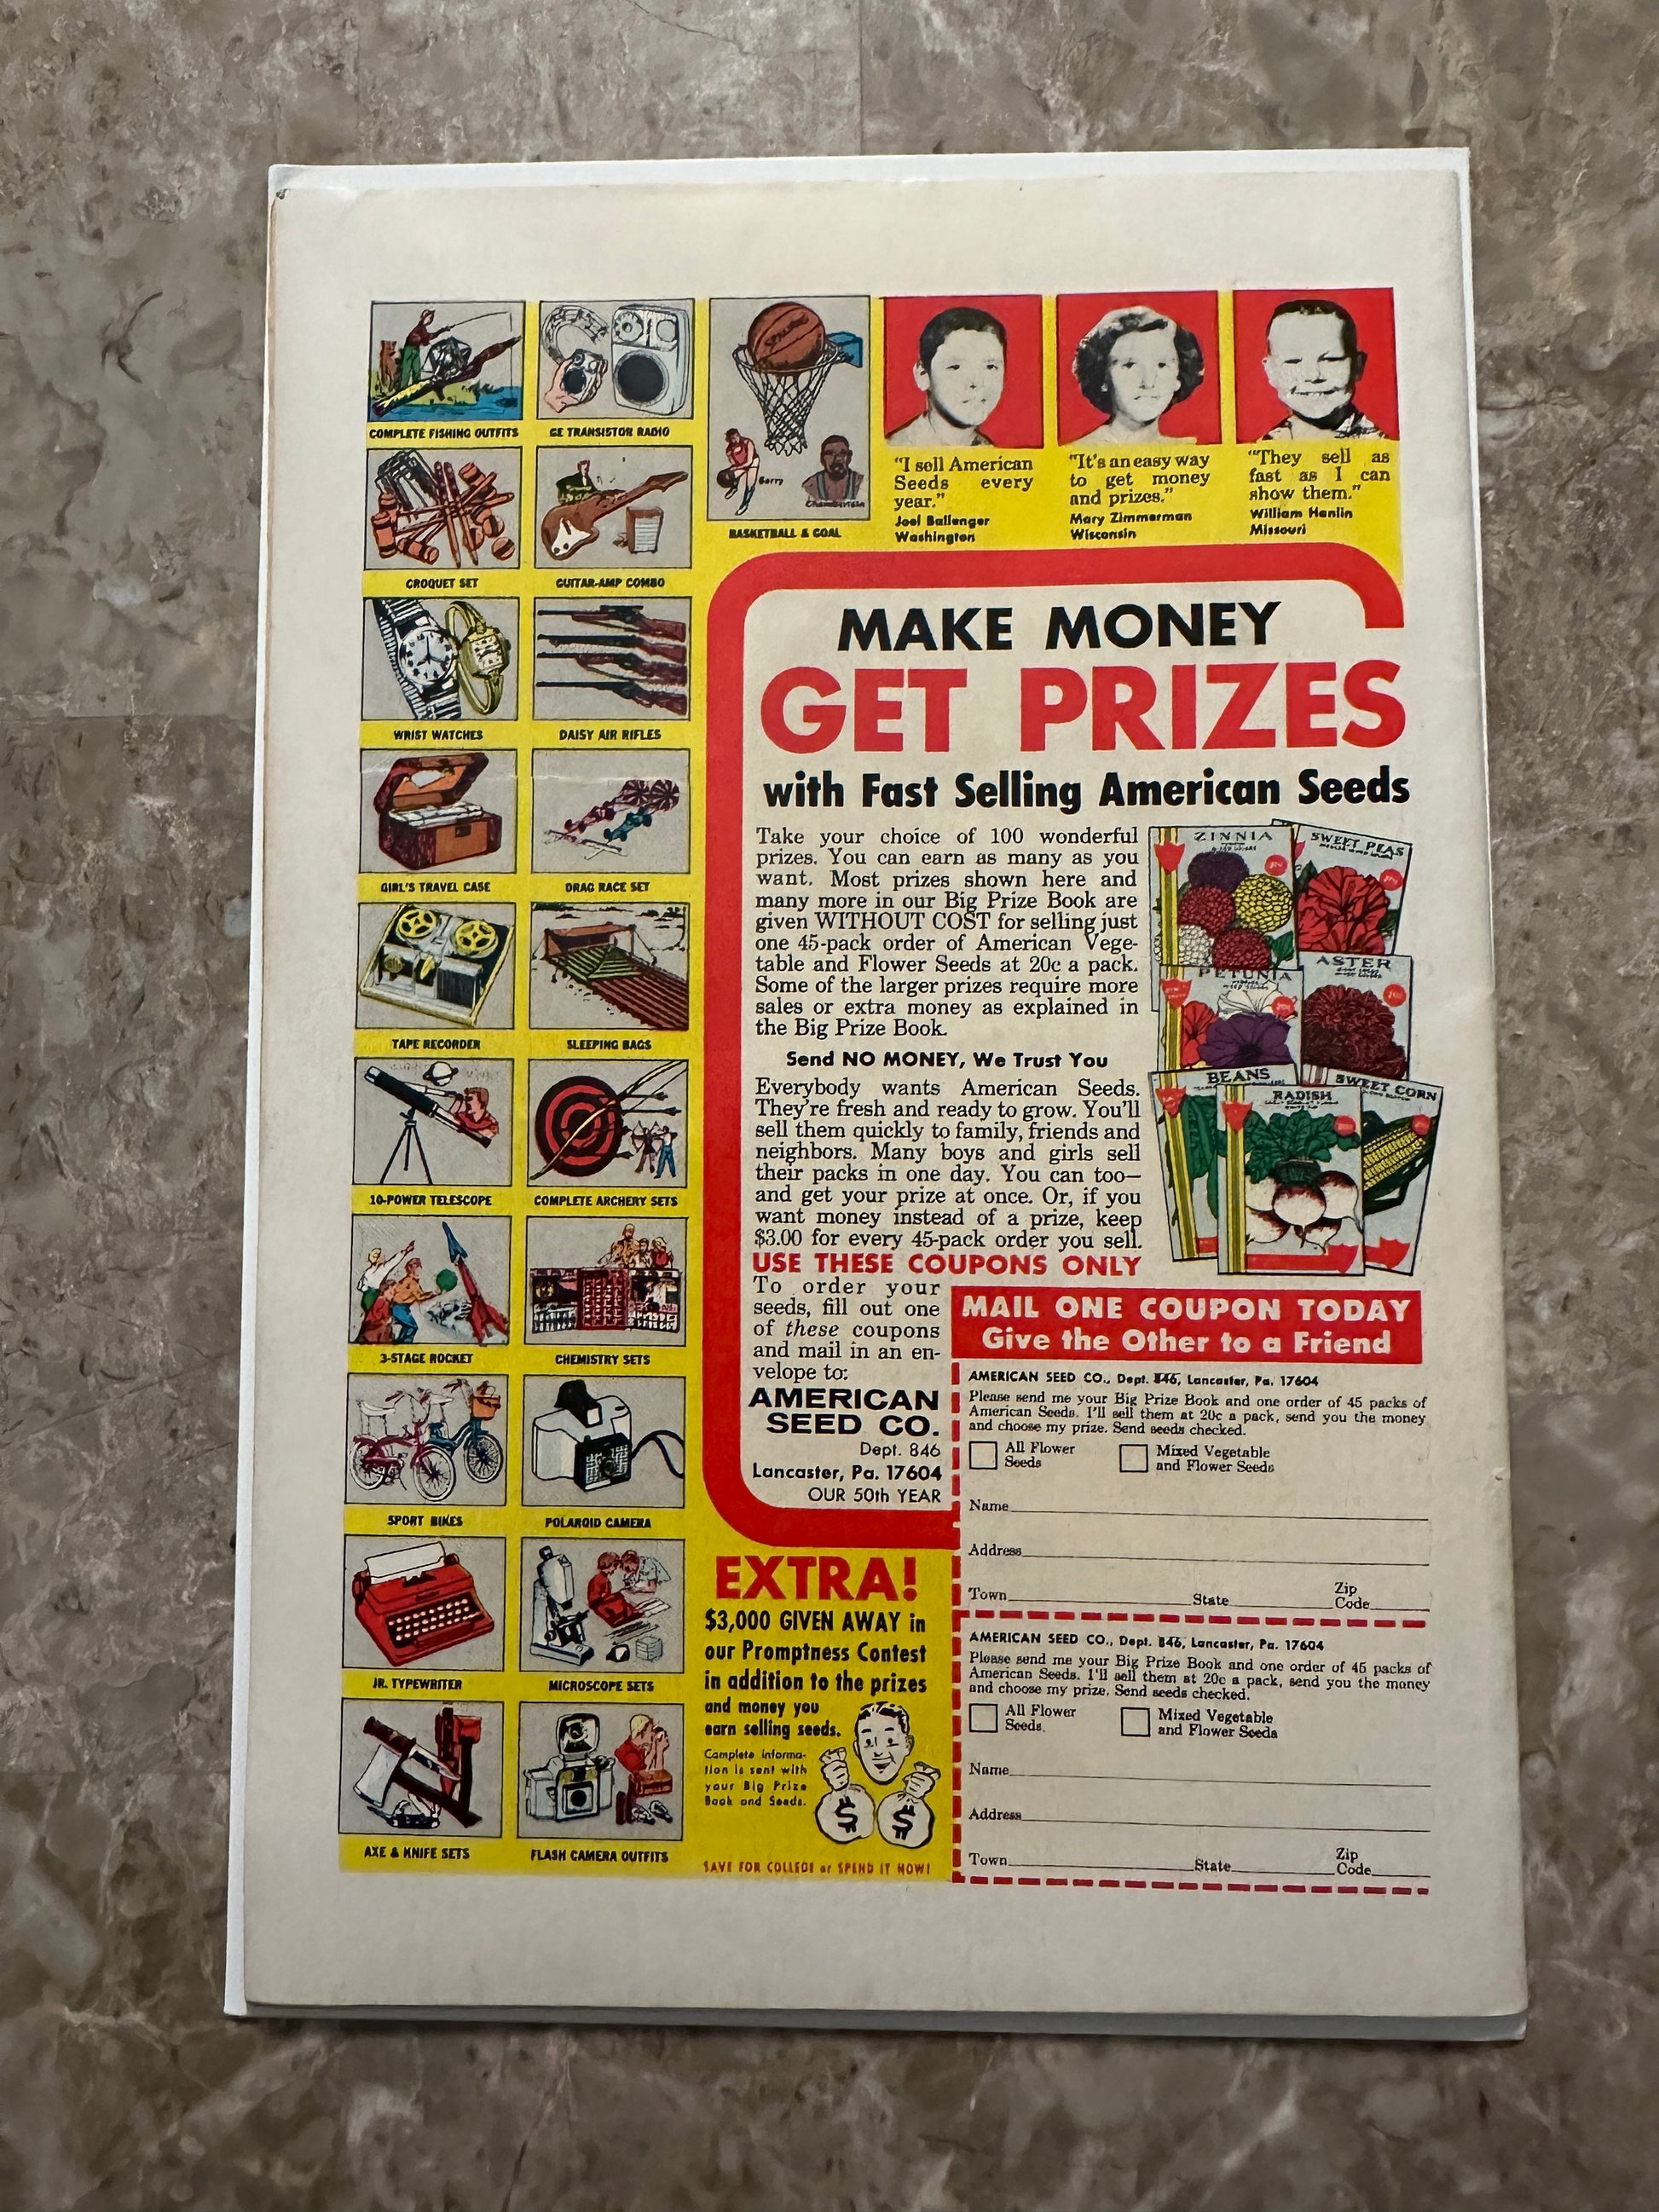 COMPLETE FISHING OUTFITS
GE TRANSISTOR RADIO
CROQUET SET
GUITAR-AMP COMBO
WRIST WATCHES
DAISY AIR RIFLES
GIRL'S TRAVEL CASE
DRAG RACE SET
TAPE RECORDER
SLEEPING BAGS
10-POWER TELESCOPE
COMPLETE ARCHERY SETS
3-STAGE ROCKET
CHEMISTRY SETS
SPORT BIKES
POLAROID CAMERA
JR. TYPEWRITER
MICROSCOPE SETS
AXE & KNIFE SETS
FLASH CAMERA OUTFITS
SPALDING
Barry
Chamberlain
BASKETBALL & GOAL
"I sell American
Seeds every
year."
Joel Ballenger
Washington
"It's an easy way
to get money
and prizes."
Mary Zimmerman
Wisconsin
"They sell as
fast as I can
show them."
William Hanlin
Missouri
MAKE MONEY
GET PRIZES
with Fast Selling American Seeds
Take your choice of 100 wonderful
prizes. You can earn as many as you
want. Most prizes shown here and
many more in our Big Prize Book are
given WITHOUT COST for selling just
one 45-pack order of American Vege-
table and Flower Seeds at 20c a pack.
Some of the larger prizes require more
sales or extra money as explained in
the Big Prize Book.
Send NO MONEY, We Trust You
Everybody wants American Seeds.
They're fresh and ready to grow. You'll
sell them quickly to family, friends and
neighbors. Many boys and girls sell
their packs in one day. You can too—
and get your prize at once. Or, if you
want money instead of a prize, keep
$3.00 for every 45-pack order you sell.
USE THESE COUPONS ONLY
To order your
seeds, fill out one
of these coupons
and mail in an en-
velope to:
AMERICAN
SEED CO.
Dept. 846
Lancaster, Pa. 17604
OUR 50th YEAR
ZINNIA
SWEET PEAS
PETUNIA
ASTER
BEANS
RADISH
SWEET CORN
MAIL ONE COUPON TODAY
Give the Other to a Friend
AMERICAN SEED CO., Dept. 846, Lancaster, Pa. 17604
Please send me your Big Prize Book and one order of 45 packs of
American Seeds. I'll sell them at 20c a pack, send you the money
and choose my prize. Send seeds checked.
All Flower
Seeds
Mixed Vegetable
and Flower Seeds
Name
Address
Town State Zip
Code
AMERICAN SEED CO., Dept. 846, Lancaster, Pa. 17604
Please send me your Big Prize Book and one order of 45 packs of
American Seeds. I'll sell them at 20c a pack, send you the money
and choose my prize. Send seeds checked.
All Flower
Seeds.
Mixed Vegetable
and Flower Seeds
Name
Address
Town State Zip
Code
EXTRA!
$3,000 GIVEN AWAY in
our Promptness Contest
in addition to the prizes
and money you
earn selling seeds.
Complete informa-
tion is sent with
your Big Prize
Book and Seeds.
$ $
SAVE FOR COLLEGE or SPEND IT NOW!